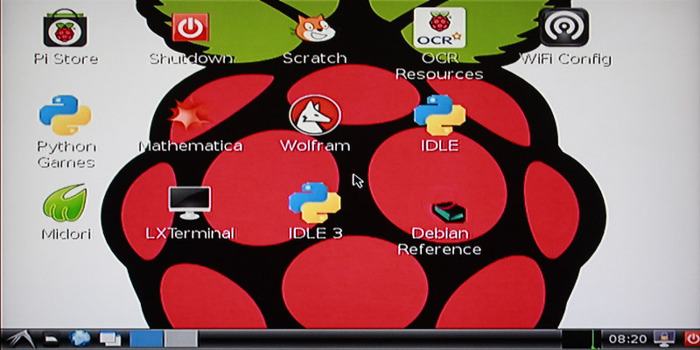 Pi Store
Shutdown
Scratch
OCR
OCR
Resources
WiFi Config
Python
Games
Mathematica
Wolfram
IDLE
Midori
LXTerminal
IDLE 3
Debian
Reference
08:20